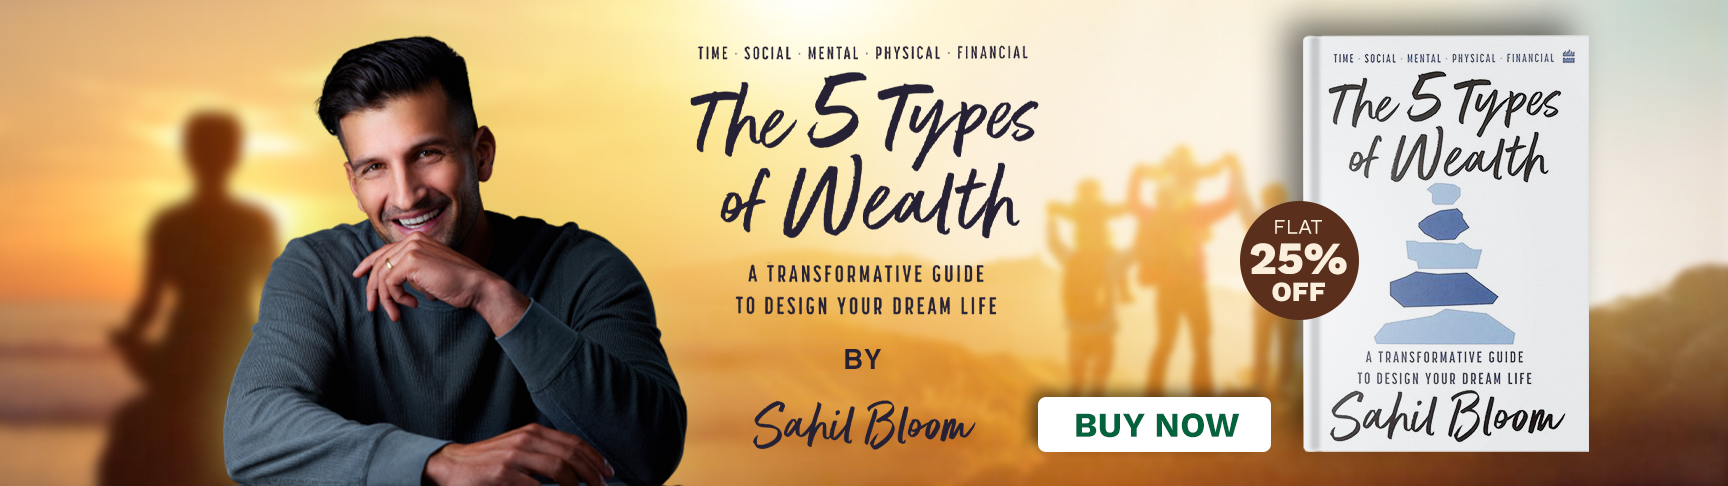 TIME · SOCIAL · MENTAL · PHYSICAL · FINANCIAL
The 5 Types
of Wealth
A TRANSFORMATIVE GUIDE
TO DESIGN YOUR DREAM LIFE
BY
Sahil Bloom
BUY NOW
FLAT
25%
OFF
TIME · SOCIAL · MENTAL · PHYSICAL · FINANCIAL
The 5 Types
of Wealth
A TRANSFORMATIVE GUIDE
TO DESIGN YOUR DREAM LIFE
Sahil Bloom